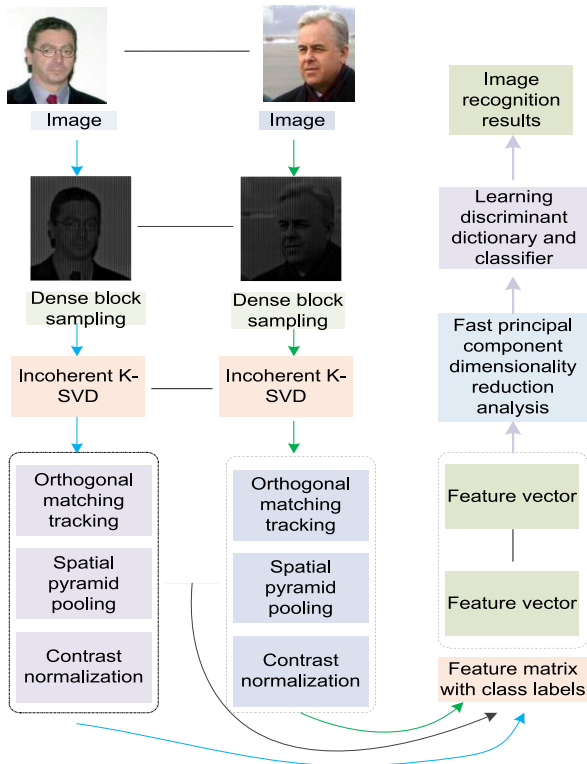 Image
Dense block
sampling
Incoherent K-
SVD
Orthogonal
matching
tracking
Spatial
pyramid
pooling
Contrast
normalization
Image
Dense block
sampling
Incoherent K-
SVD
Orthogonal
matching
tracking
Spatial
pyramid
pooling
Contrast
normalization
Image
recognition
results
Learning
discriminant
dictionary and
classifier
Fast principal
component
dimensionality
reduction
analysis
Feature vector
Feature vector
Feature matrix
with class labels